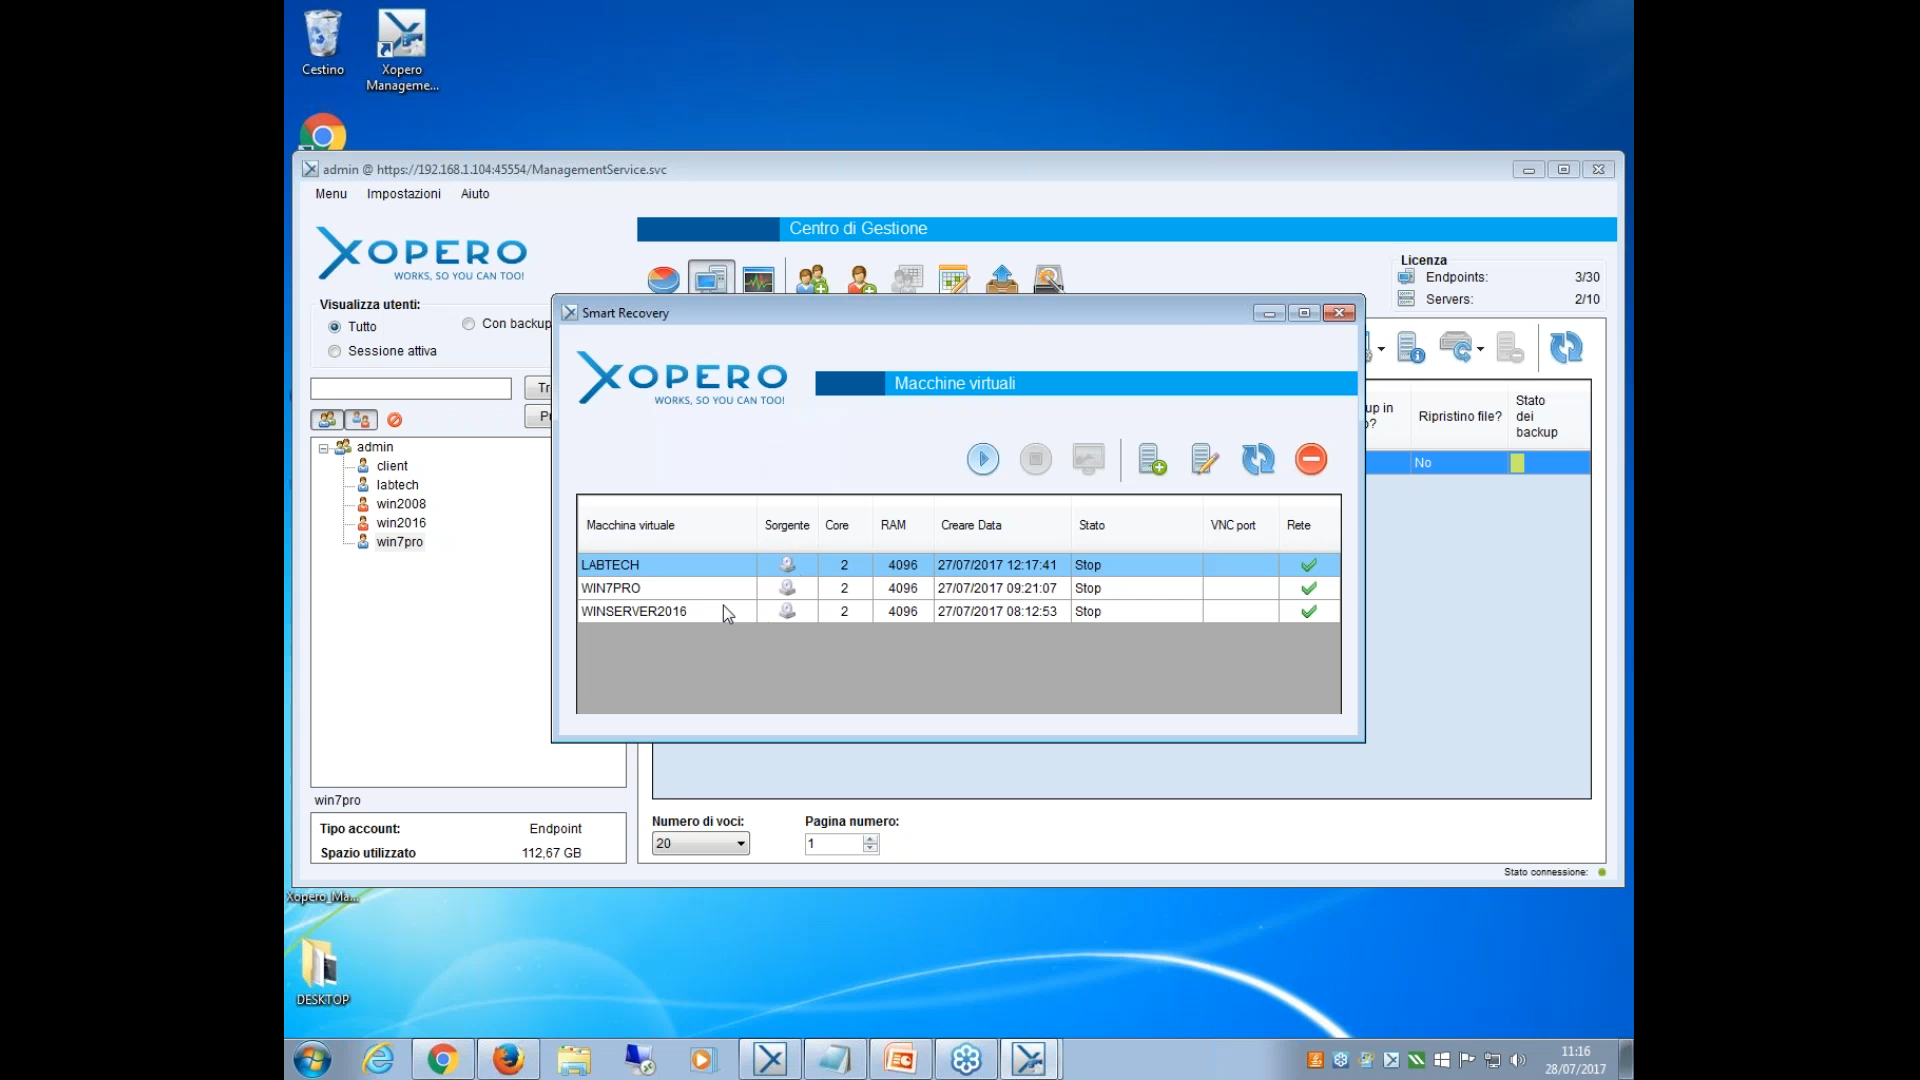 Cestino
Xopero
Manageme...
admin @ https://192.168.1.104:45554/ManagementService.svc
Menu Impostazioni Aiuto
XOPERO
WORKS, SO YOU CAN TOO!
Centro di Gestione
Licenza
Endpoints: 3/30
Servers: 2/10
Visualizza utenti:
Tutto
Con backup
Sessione attiva
Tr
admin
client
labtech
win2008
win2016
win7pro
Smart Recovery
XOPERO
WORKS, SO YOU CAN TOO!
Macchine virtuali
Macchina virtuale Sorgente Core RAM Creare Data Stato VNC port Rete
LABTECH 2 4096 27/07/2017 12:17:41 Stop
WIN7PRO 2 4096 27/07/2017 09:21:07 Stop
WINSERVER2016 2 4096 27/07/2017 08:12:53 Stop
up in
?
Ripristino file?
Stato
dei
backup
No
win7pro
Tipo account: Endpoint
Spazio utilizzato 112,67 GB
Numero di voci:
20
Pagina numero:
1
Stato connessione:
Xopero_Ma...
DESKTOP
11:16
28/07/2017